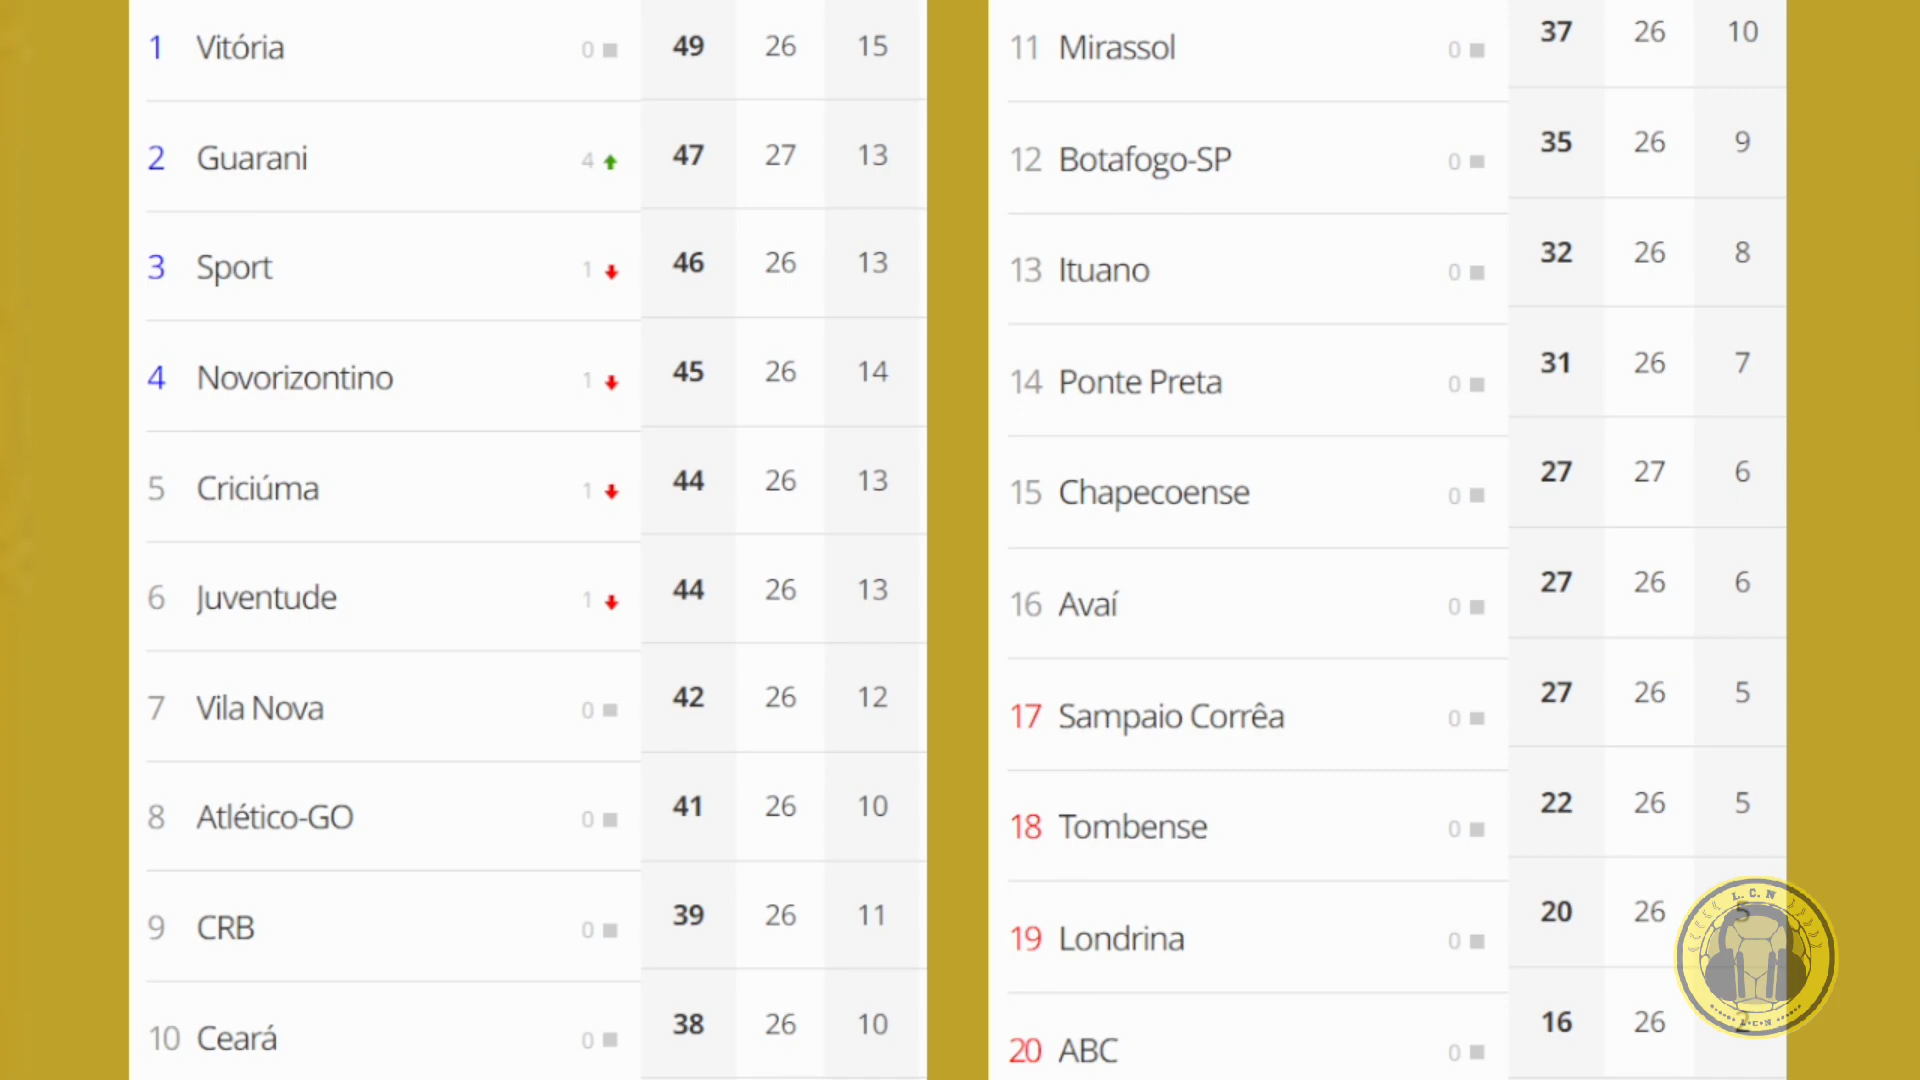 1 Vitória 0 49 26 15
2 Guarani 4 47 27 13
3 Sport 1 46 26 13
4 Novorizontino 1 45 26 14
5 Criciúma 1 44 26 13
6 Juventude 1 44 26 13
7 Vila Nova 0 42 26 12
8 Atlético-GO 0 41 26 10
9 CRB 0 39 26 11
10 Ceará 0 38 26 10
11 Mirassol 0 37 26 10
12 Botafogo-SP 0 35 26 9
13 Ituano 0 32 26 8
14 Ponte Preta 0 31 26 7
15 Chapecoense 0 27 27 6
16 Avaí 0 27 26 6
17 Sampaio Corrêa 0 27 26 5
18 Tombense 0 22 26 5
19 Londrina 0 20 26 5
20 ABC 0 16 26 2
L.C.N
L.C.N